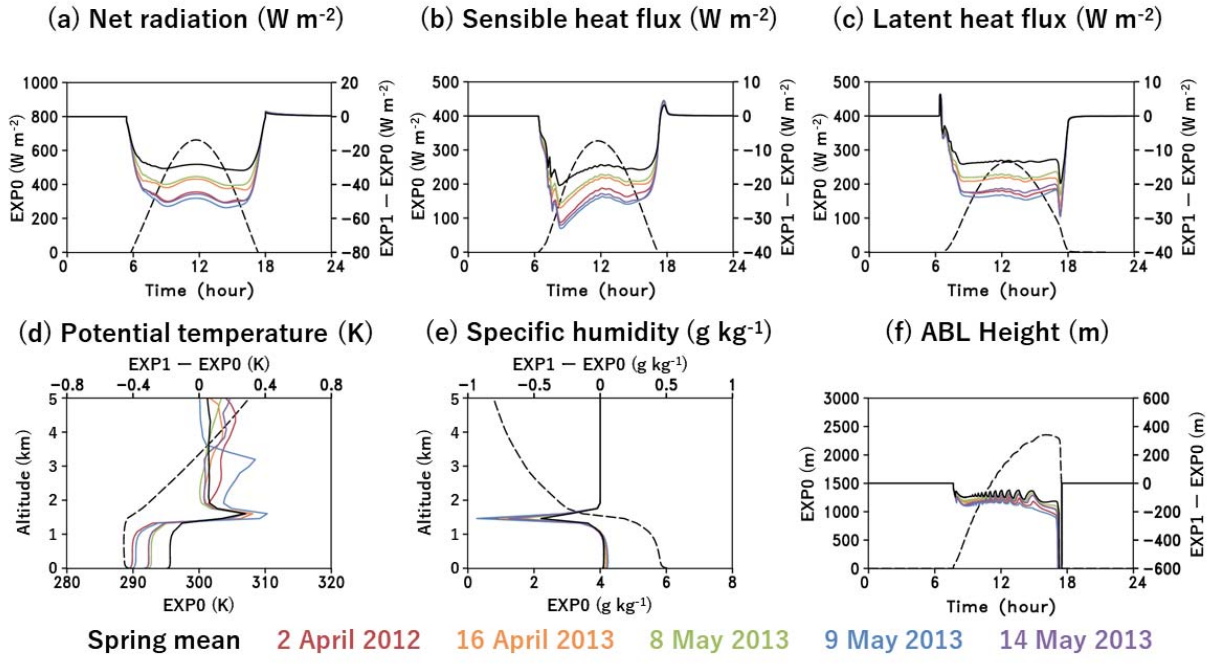 (a) Net radiation (W m-2)
(b) Sensible heat flux (W m-2)
(c) Latent heat flux (W m-2)
1000
800
600
400
200
0
EXP0 (W m-2)
20
0
−20
−40
−60
−80
EXP1 − EXP0 (W m-2)
0 6 12 18 24
Time (hour)
500
400
300
200
100
0
EXP0 (W m-2)
10
0
−10
−20
−30
−40
EXP1 − EXP0 (W m-2)
0 6 12 18 24
Time (hour)
500
400
300
200
100
0
EXP0 (W m-2)
10
0
−10
−20
−30
−40
EXP1 − EXP0 (W m-2)
0 6 12 18 24
Time (hour)
(d) Potential temperature (K)
EXP1 − EXP0 (K)
−0.8 −0.4 0 0.4 0.8
5
4
3
2
1
0
Altitude (km)
280 290 300 310 320
EXP0 (K)
(e) Specific humidity (g kg-1)
EXP1 − EXP0 (g kg-1)
−1 −0.5 0 0.5 1
5
4
3
2
1
0
Altitude (km)
0 2 4 6 8
EXP0 (g kg-1)
(f) ABL Height (m)
3000
2500
2000
1500
1000
500
0
EXP0 (m)
600
400
200
0
−200
−400
−600
EXP1 − EXP0 (m)
0 6 12 18 24
Time (hour)
Spring mean 2 April 2012 16 April 2013 8 May 2013 9 May 2013 14 May 2013